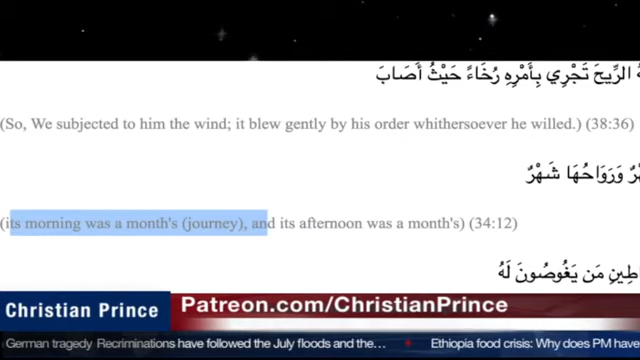 الرِّيحَ تَجْرِي بِأَمْرِهِ رُخَاءً حَيْثُ أَصَابَ
(So, We subjected to him the wind; it blew gently by his order whithersoever he willed.) (38:36)
وَرَوَاحُهَا شَهْرٌ
(its morning was a month's (journey), and its afternoon was a month's) (34:12)
مَن يَغُوصُونَ لَهُ
Christian Prince
Patreon.com/ChristianPrince
German tragedy Recriminations have followed the July floods and the... Ethiopia food crisis: Why does PM have